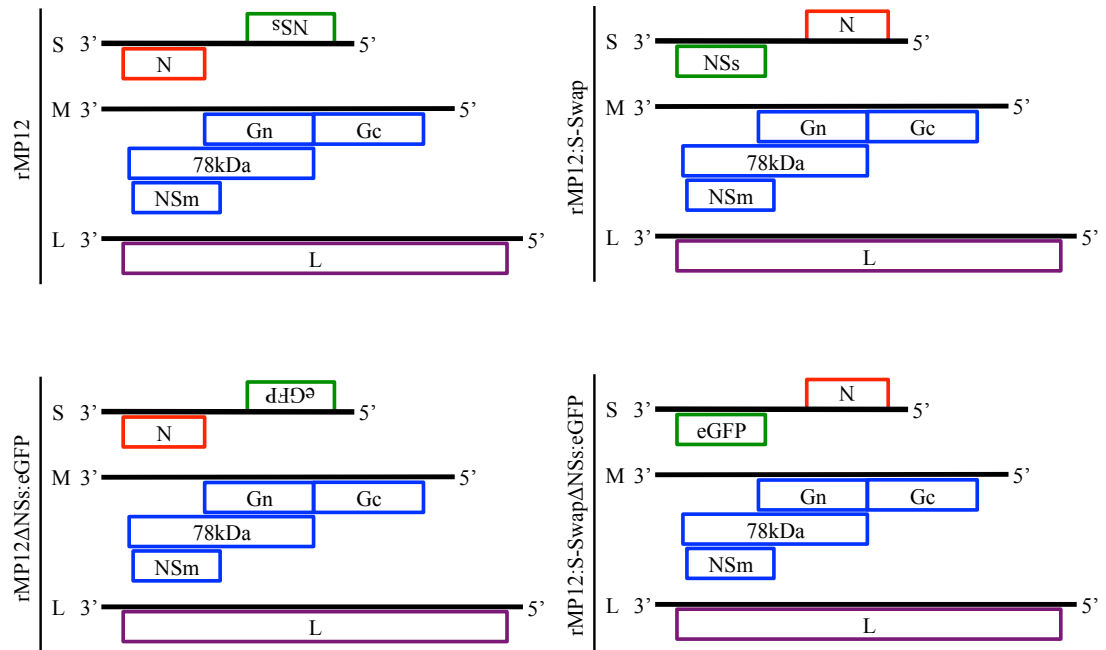 rMP12
NSs
S 3' 5'
N
M 3' 5'
Gn Gc
78kDa
NSm
L 3' 5'
L
rMP12:S-Swap
N
S 3' 5'
NSs
M 3' 5'
Gn Gc
78kDa
NSm
L 3' 5'
L
rMP12ΔNSs:eGFP
eGFP
S 3' 5'
N
M 3' 5'
Gn Gc
78kDa
NSm
L 3' 5'
L
rMP12:S-SwapΔNSs:eGFP
N
S 3' 5'
eGFP
M 3' 5'
Gn Gc
78kDa
NSm
L 3' 5'
L